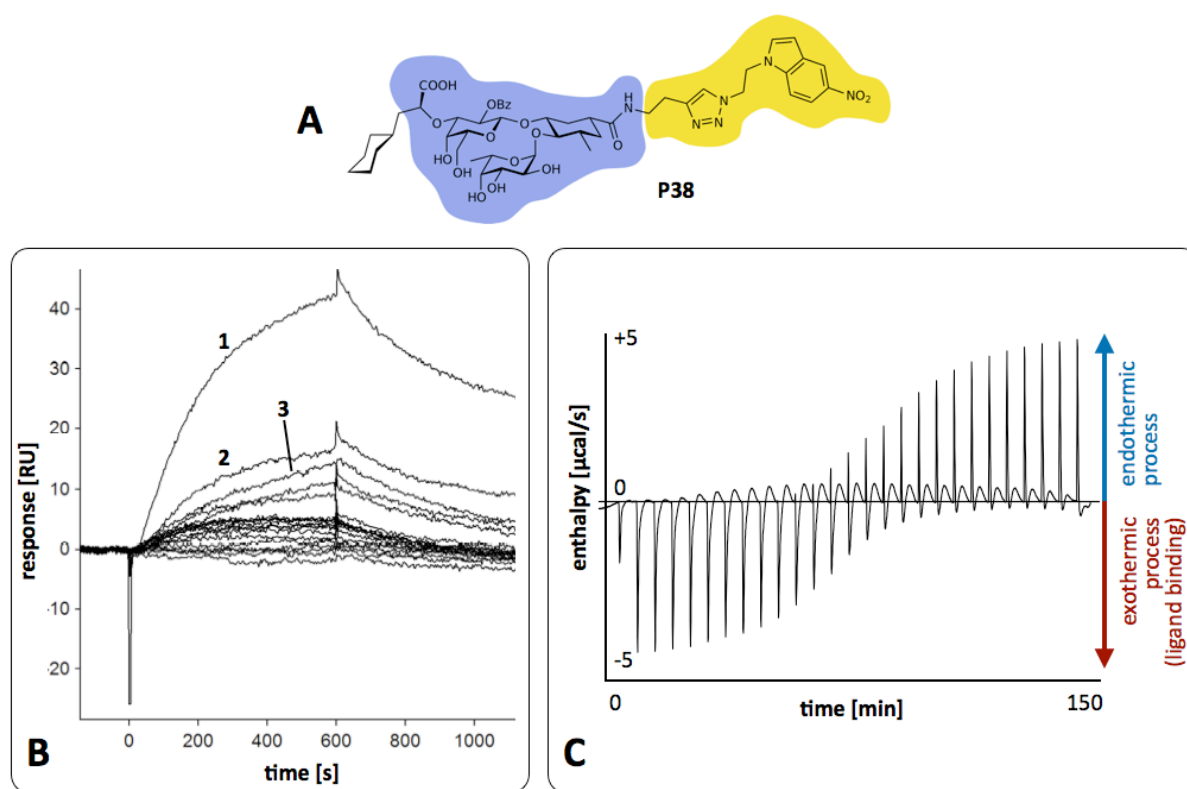 A
COOH
OBz
O
O
O
HO
OH
O
O
HO
HO
OH
H
N
O
N
N=N
N
NO2
P38
B
response [RU]
40
30
20
10
0
-10
-20
1
2
3
0
200
400
600
800
1000
time [s]
C
enthalpy [μcal/s]
+5
0
-5
0
150
time [min]
endothermic
process
exothermic
process
(ligand binding)